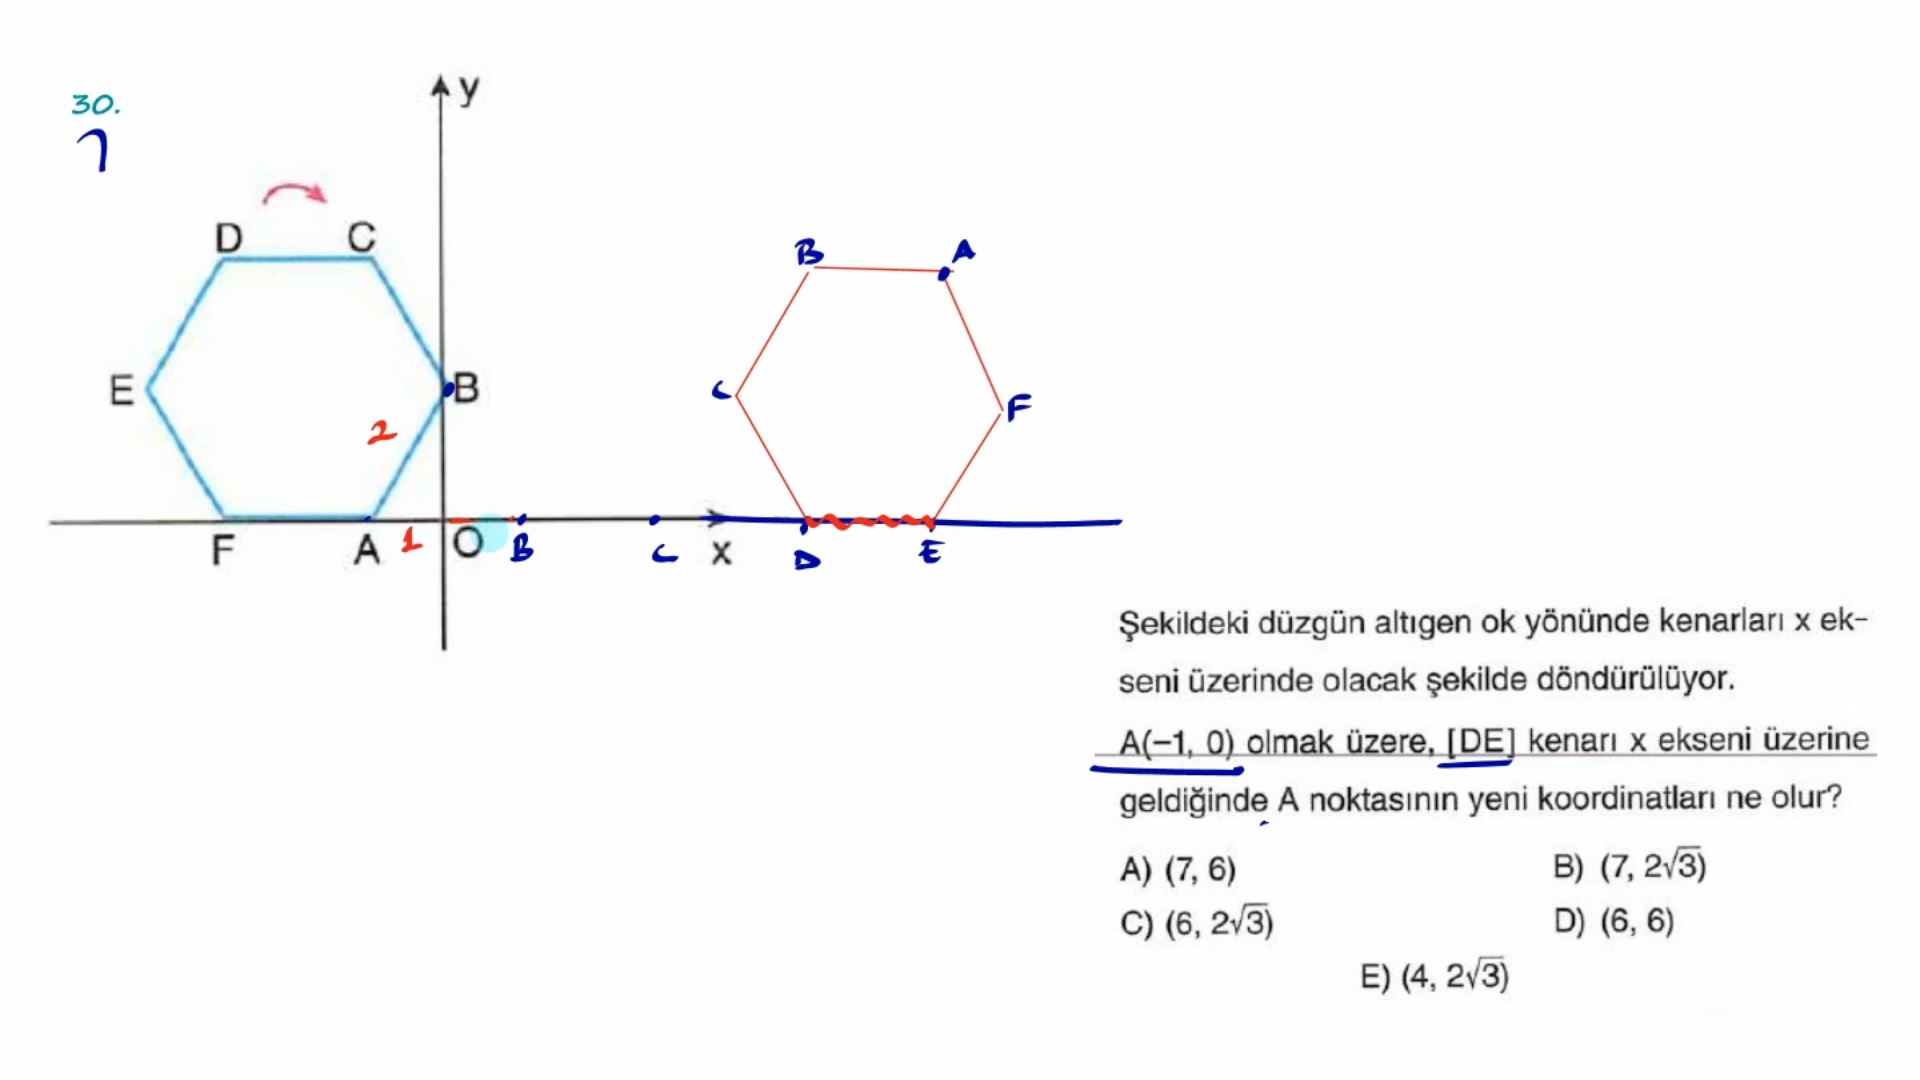 30.
y
D C
B A
E B
2
C F
F A 1 O B C x D E
Şekildeki düzgün altıgen ok yönünde kenarları x ek-
seni üzerinde olacak şekilde döndürülüyor.
A(−1, 0) olmak üzere, [DE] kenarı x ekseni üzerine
geldiğinde A noktasının yeni koordinatları ne olur?
A) (7, 6) B) (7, 2√3)
C) (6, 2√3) D) (6, 6)
E) (4, 2√3)